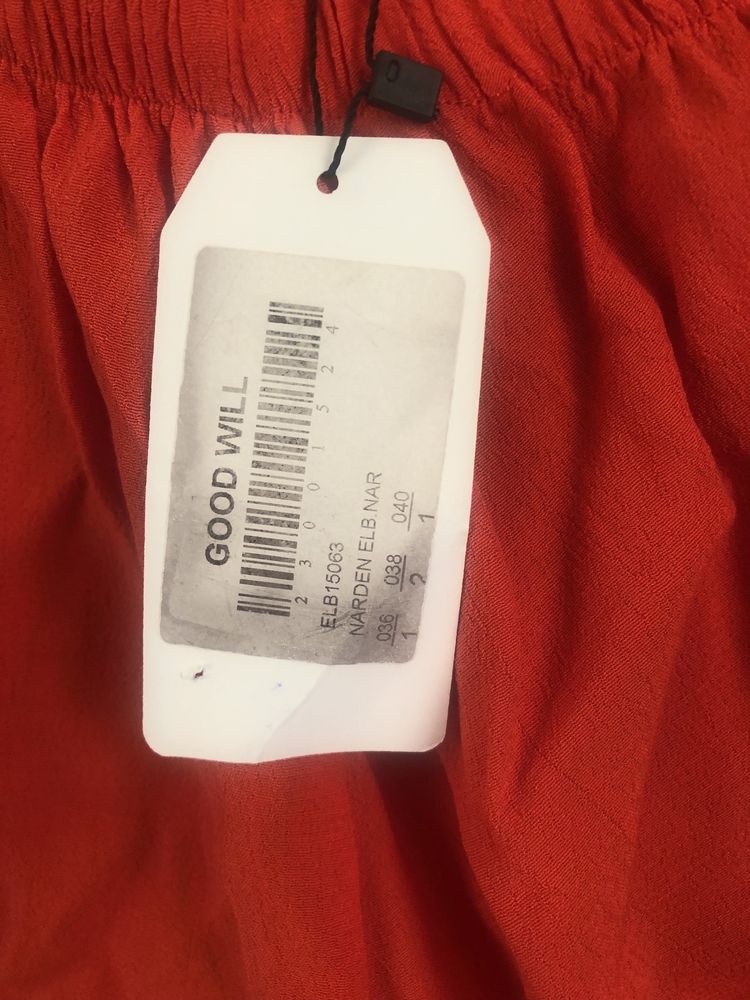 GOOD WILL
2 3 0 0 1 5 2 4
ELB15063
NARDEN ELB.NAR
036 038 040
1 2 1